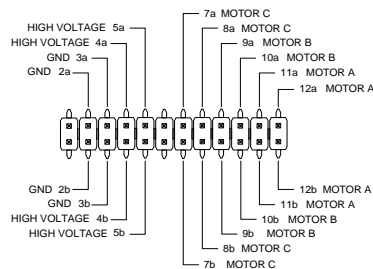 7a MOTOR C
HIGH VOLTAGE 5a
8a MOTOR C
HIGH VOLTAGE 4a
9a MOTOR B
GND 3a
10a MOTOR B
GND 2a
11a MOTOR A
12a MOTOR A
GND 2b
12b MOTOR A
GND 3b
11b MOTOR A
HIGH VOLTAGE 4b
10b MOTOR B
HIGH VOLTAGE 5b
9b MOTOR B
8b MOTOR C
7b MOTOR C